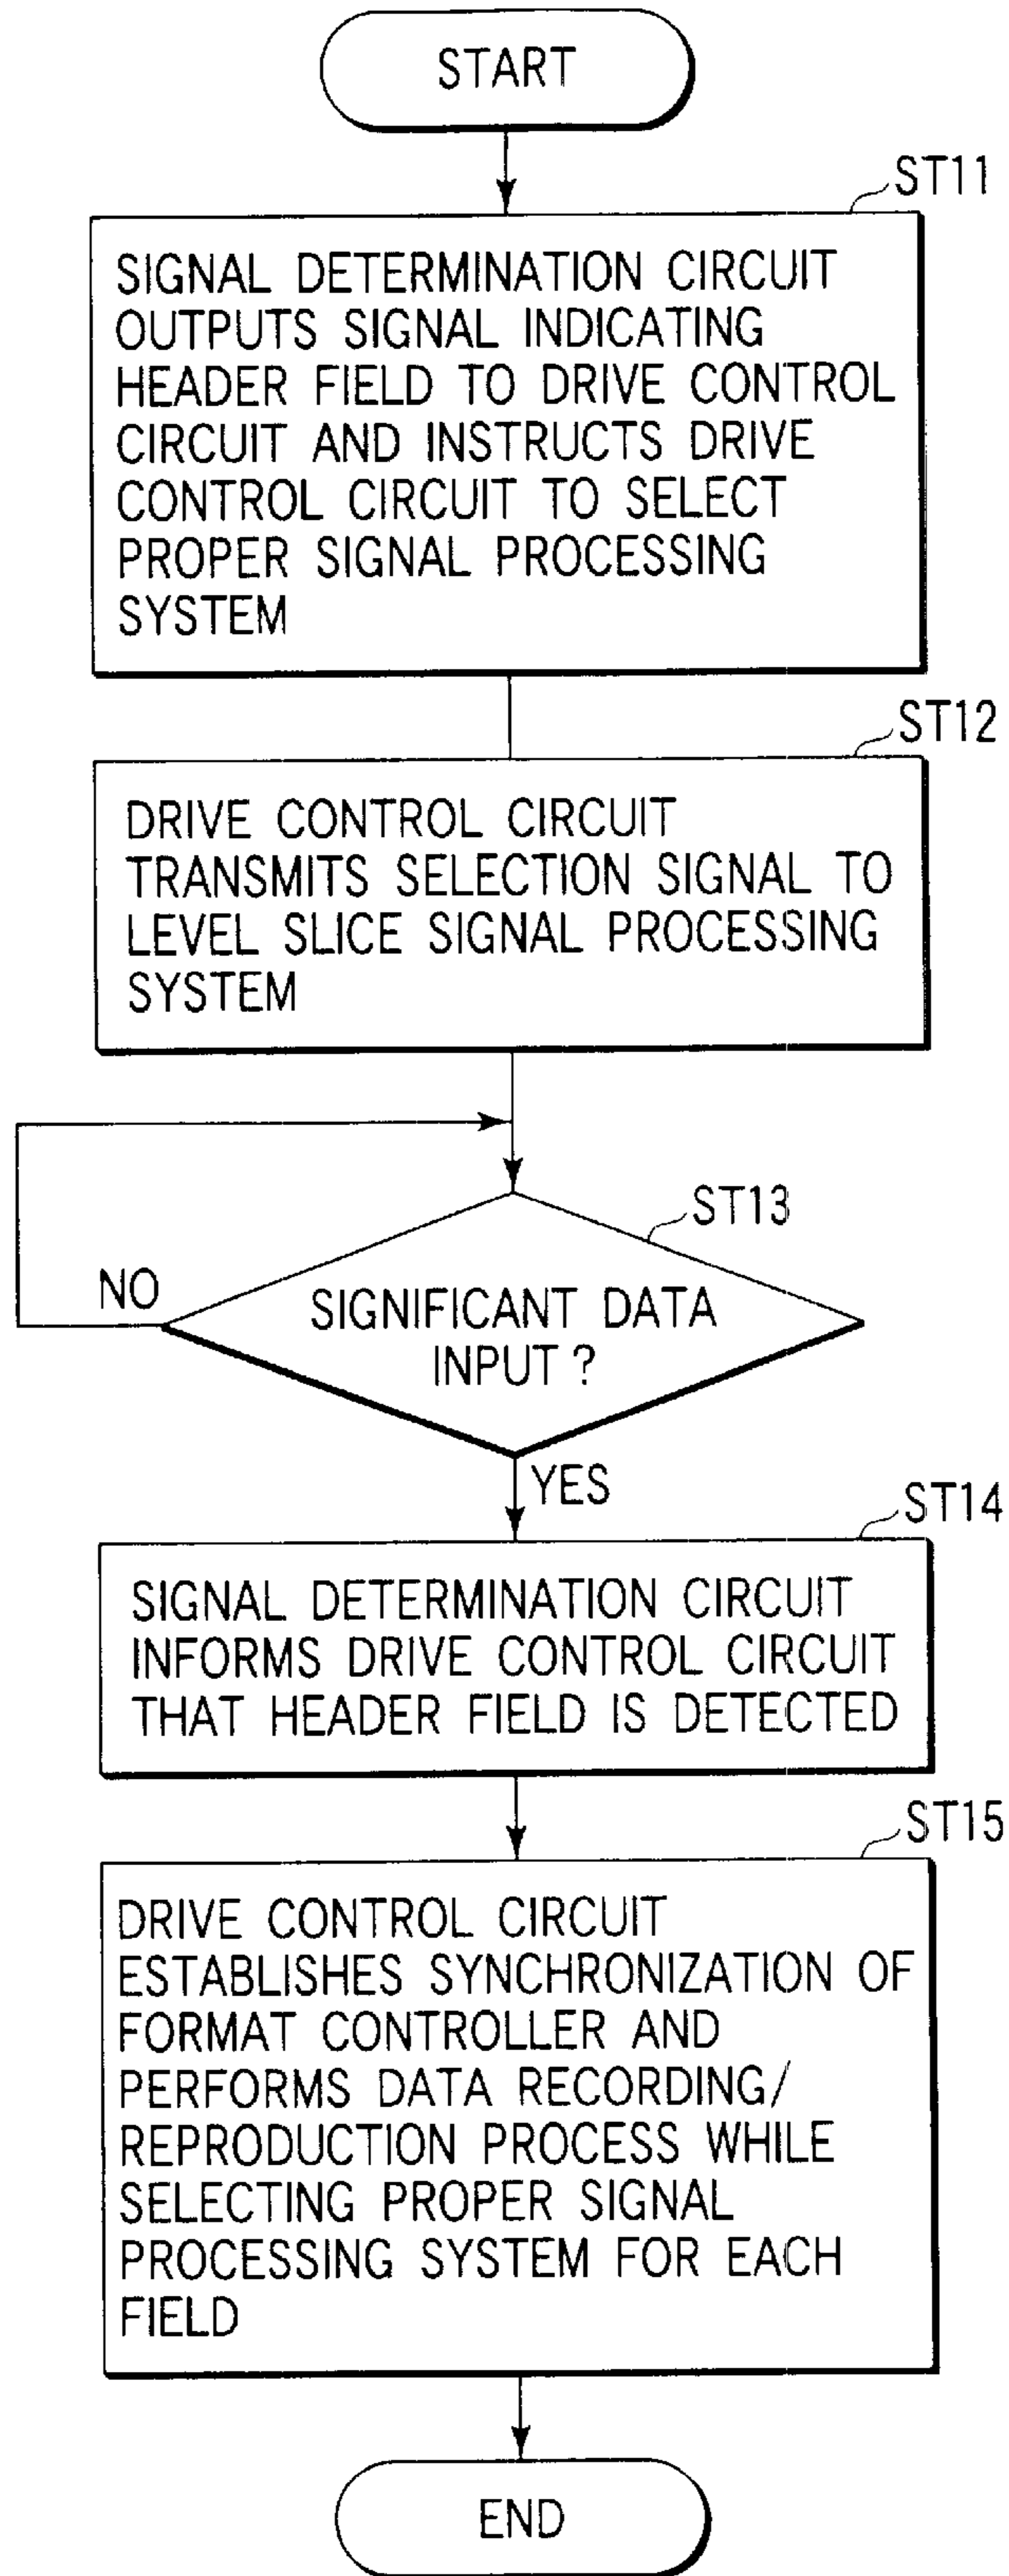 START
ST11
SIGNAL DETERMINATION CIRCUIT
OUTPUTS SIGNAL INDICATING
HEADER FIELD TO DRIVE CONTROL
CIRCUIT AND INSTRUCTS DRIVE
CONTROL CIRCUIT TO SELECT
PROPER SIGNAL PROCESSING
SYSTEM
ST12
DRIVE CONTROL CIRCUIT
TRANSMITS SELECTION SIGNAL TO
LEVEL SLICE SIGNAL PROCESSING
SYSTEM
ST13
NO
SIGNIFICANT DATA
INPUT ?
YES
ST14
SIGNAL DETERMINATION CIRCUIT
INFORMS DRIVE CONTROL CIRCUIT
THAT HEADER FIELD IS DETECTED
ST15
DRIVE CONTROL CIRCUIT
ESTABLISHES SYNCHRONIZATION OF
FORMAT CONTROLLER AND
PERFORMS DATA RECORDING/
REPRODUCTION PROCESS WHILE
SELECTING PROPER SIGNAL
PROCESSING SYSTEM FOR EACH
FIELD
END